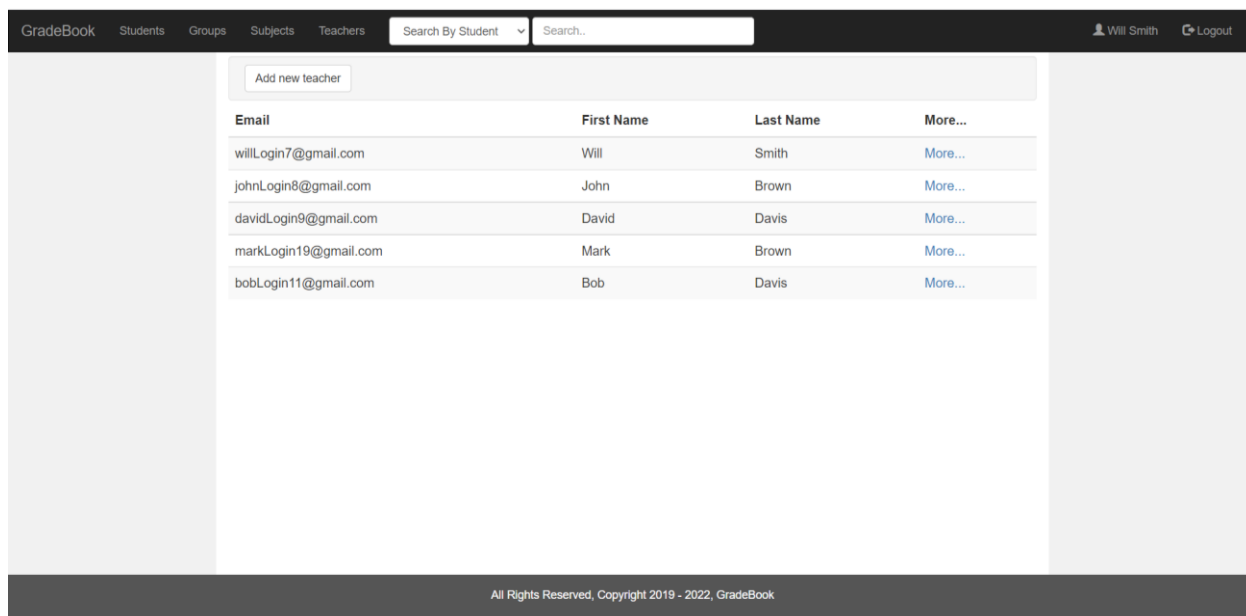 GradeBook Students Groups Subjects Teachers Search By Student Search.. Will Smith Logout
Add new teacher
Email First Name Last Name More...
willLogin7@gmail.com Will Smith More...
johnLogin8@gmail.com John Brown More...
davidLogin9@gmail.com David Davis More...
markLogin19@gmail.com Mark Brown More...
bobLogin11@gmail.com Bob Davis More...
All Rights Reserved, Copyright 2019 - 2022, GradeBook